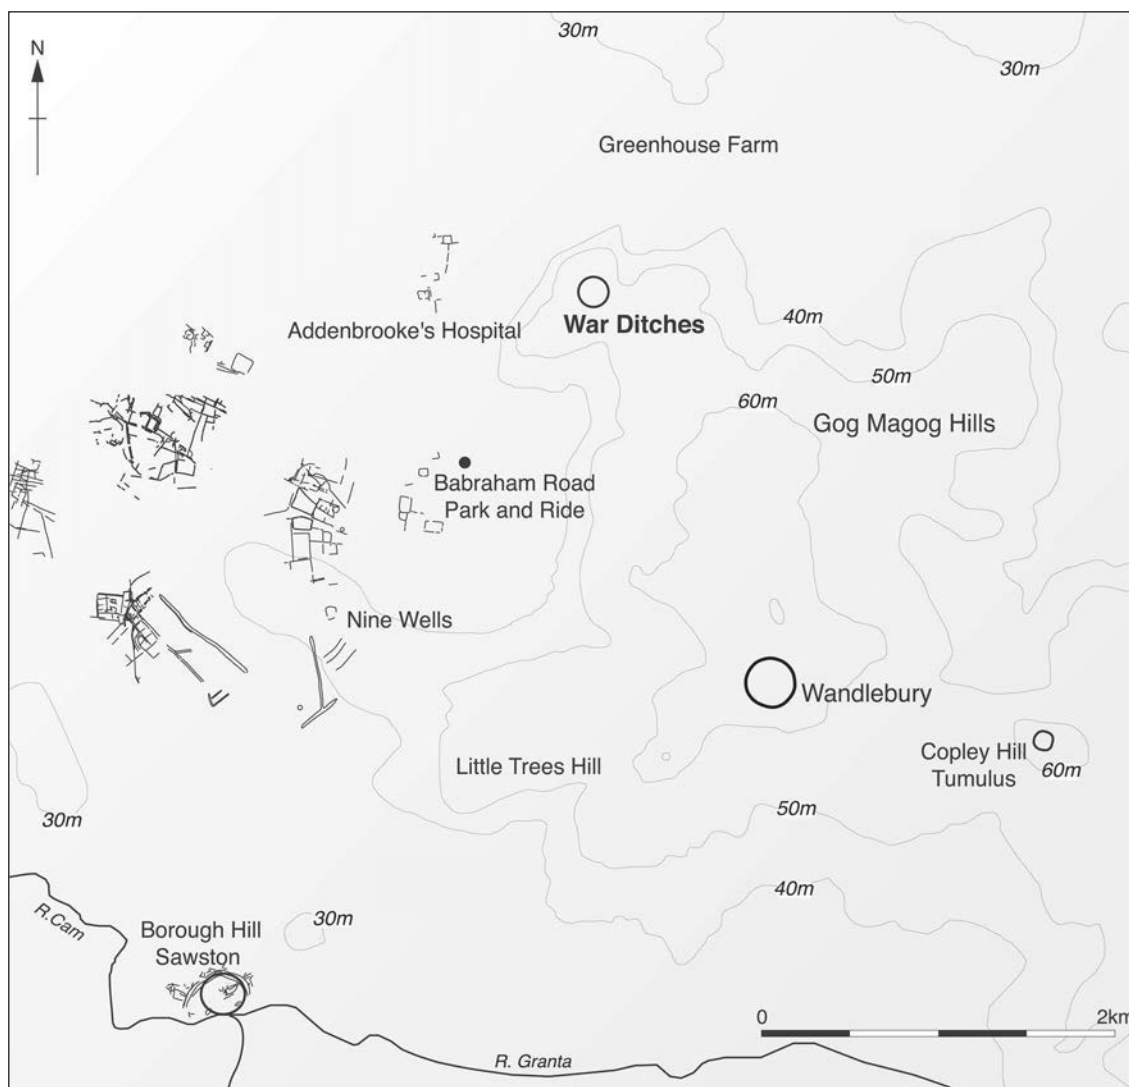 30m
30m
N
Greenhouse Farm
Addenbrooke's Hospital
War Ditches
40m
50m
60m
Gog Magog Hills
Babraham Road
Park and Ride
Nine Wells
Wandlebury
Little Trees Hill
Copley Hill
Tumulus
60m
30m
50m
40m
R.Cam
Borough Hill
Sawston
30m
0
2km
R. Granta